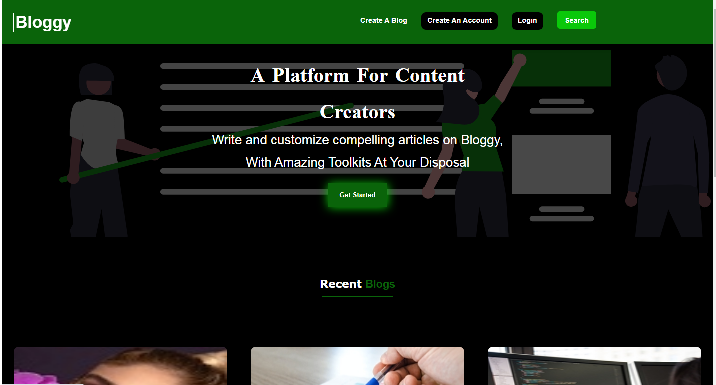 Bloggy
Create A Blog
Create An Account
Login
Search
A Platform For Content
Creators
Write and customize compelling articles on Bloggy,
With Amazing Toolkits At Your Disposal
Get Started
Recent Blogs